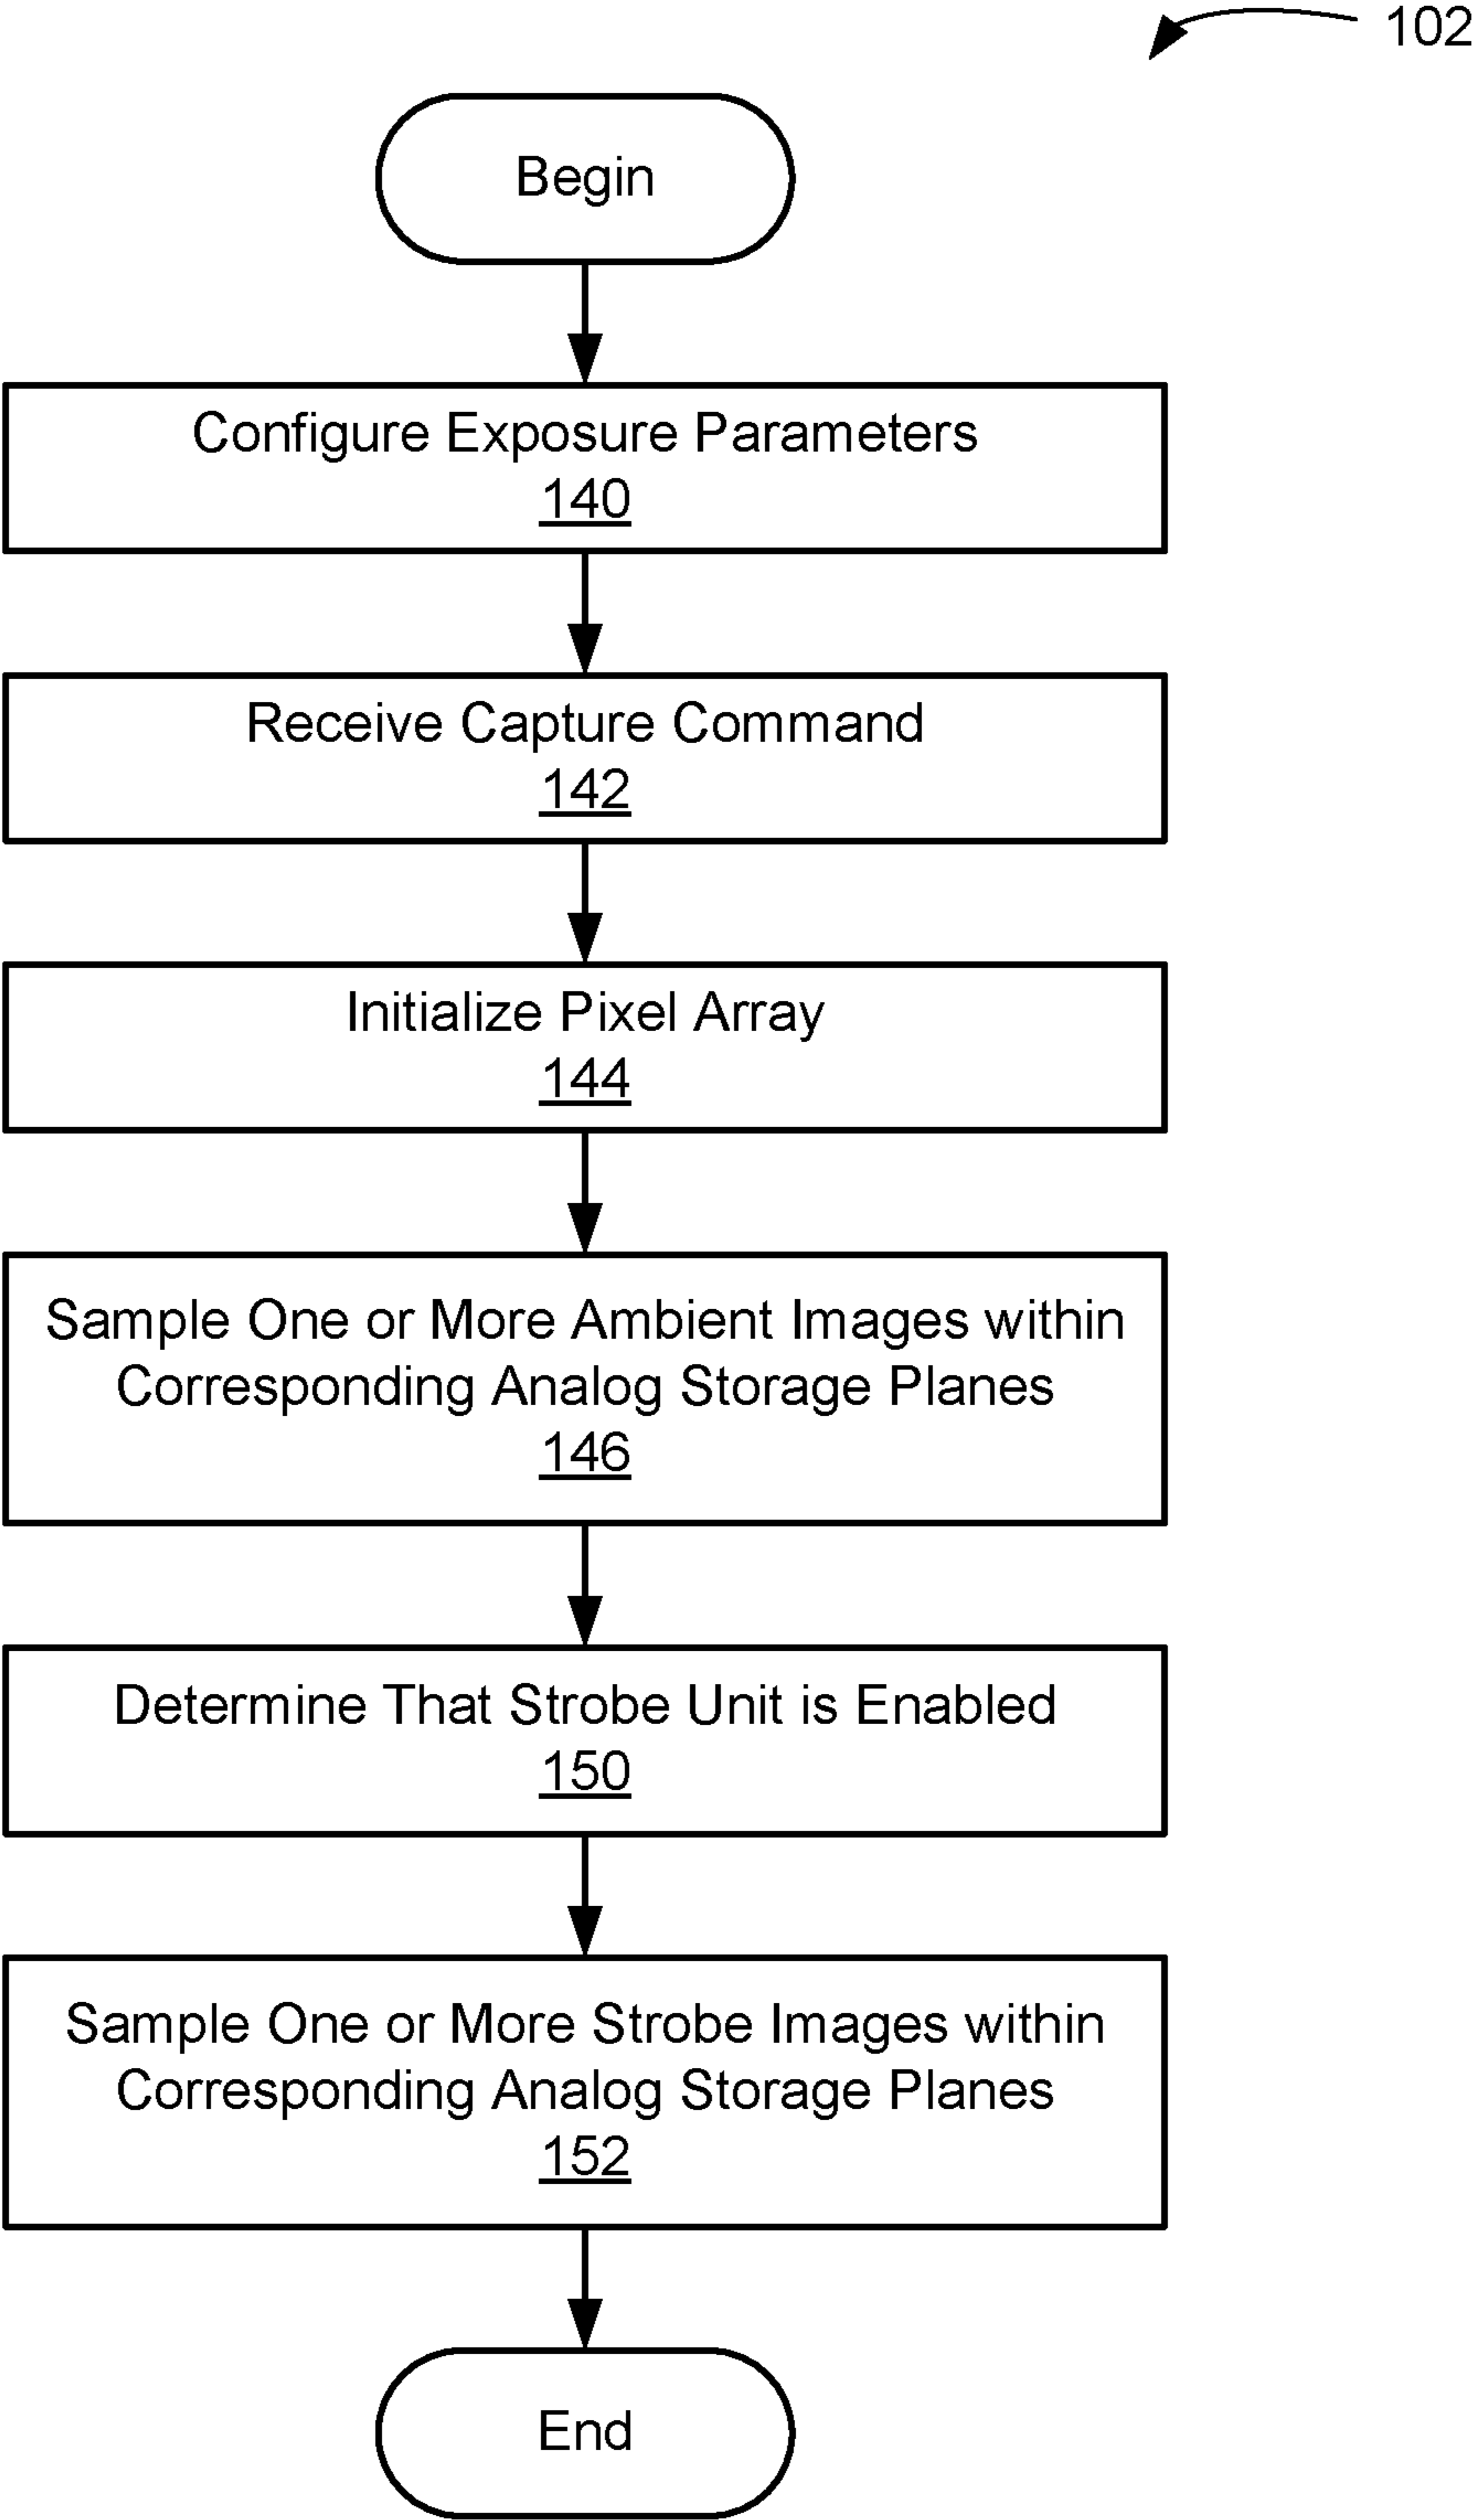 102
Begin
Configure Exposure Parameters
140
Receive Capture Command
142
Initialize Pixel Array
144
Sample One or More Ambient Images within
Corresponding Analog Storage Planes
146
Determine That Strobe Unit is Enabled
150
Sample One or More Strobe Images within
Corresponding Analog Storage Planes
152
End